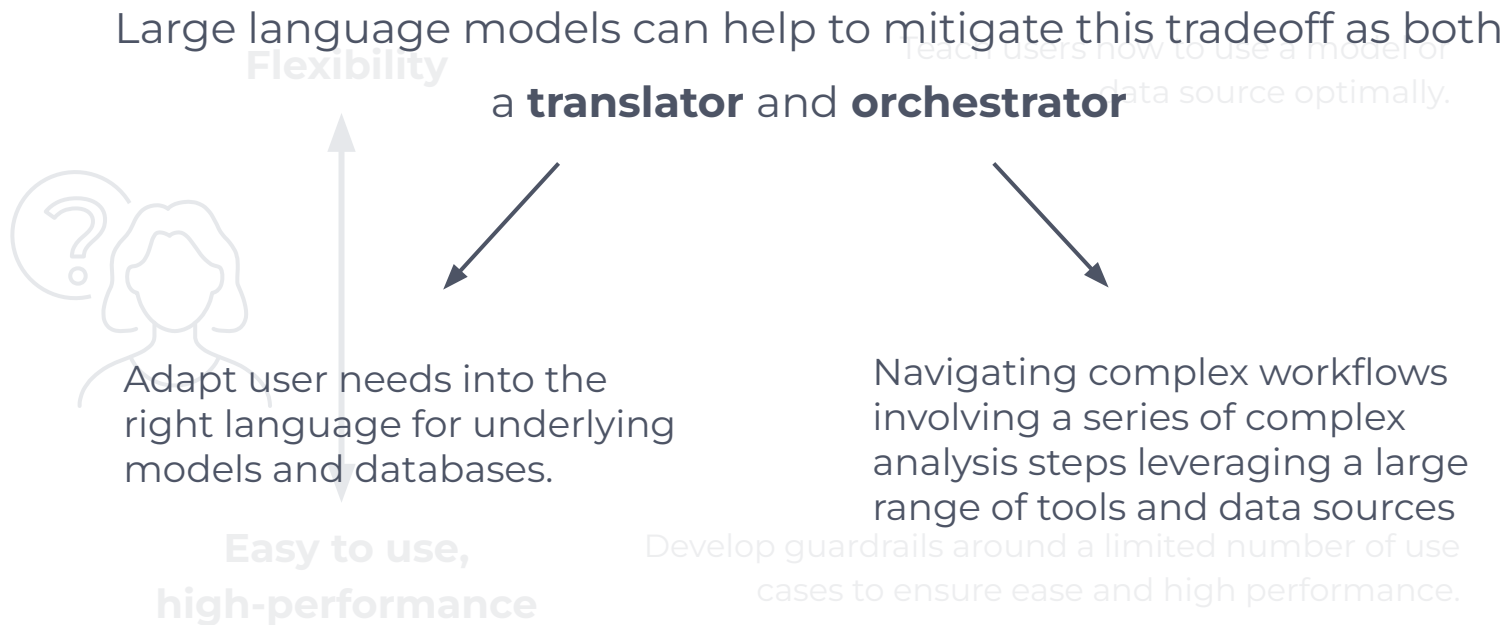 Large language models can help to mitigate this tradeoff as both
a translator and orchestrator
Flexibility
Teach users how to use a model or
data source optimally.
?
Adapt user needs into the
right language for underlying
models and databases.
Navigating complex workflows
involving a series of complex
analysis steps leveraging a large
range of tools and data sources
Easy to use,
high-performance
Develop guardrails around a limited number of use
cases to ensure ease and high performance.